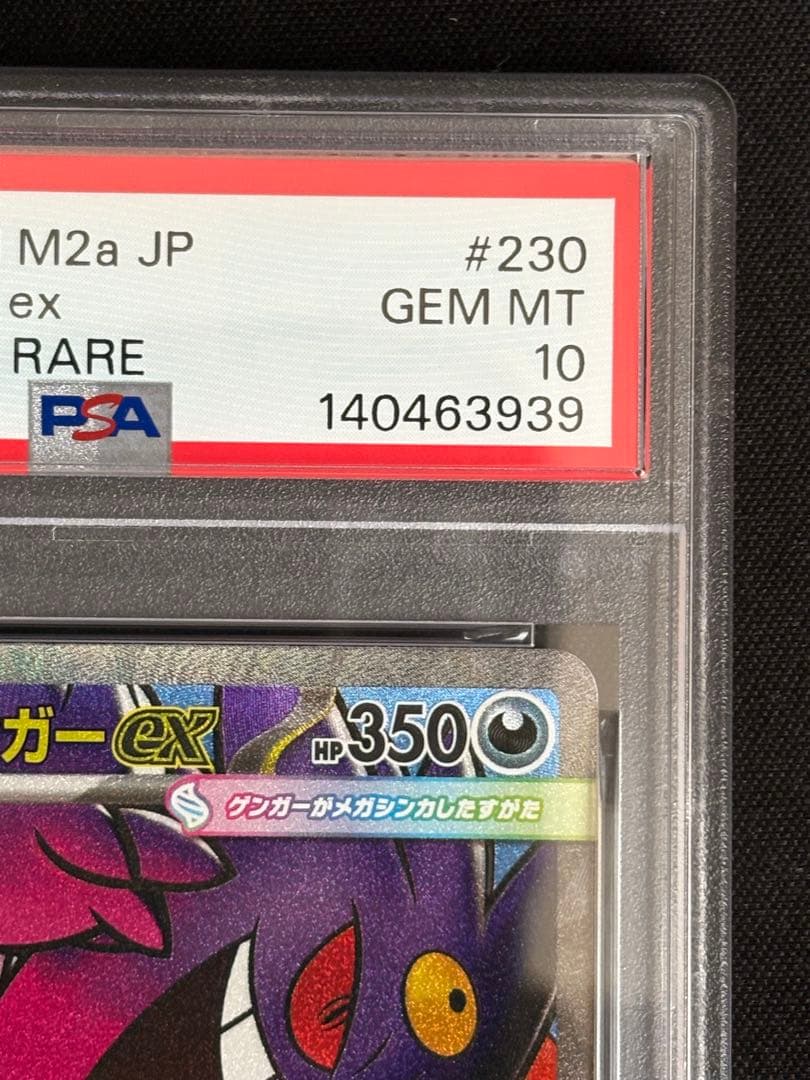 M2a JP #230
ex GEM MT
RARE 10
PSA 140463939
ガーex HP350
ゲンガーがメガシンカしたすがた